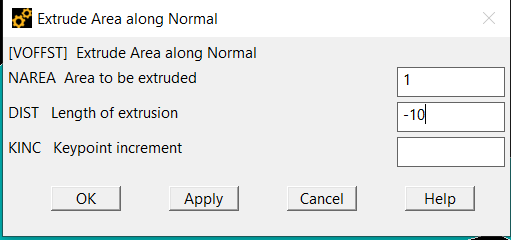 Extrude Area along Normal
[VOFFST] Extrude Area along Normal
NAREA Area to be extruded 1
DIST Length of extrusion -10
KINC Keypoint increment
OK Apply Cancel Help